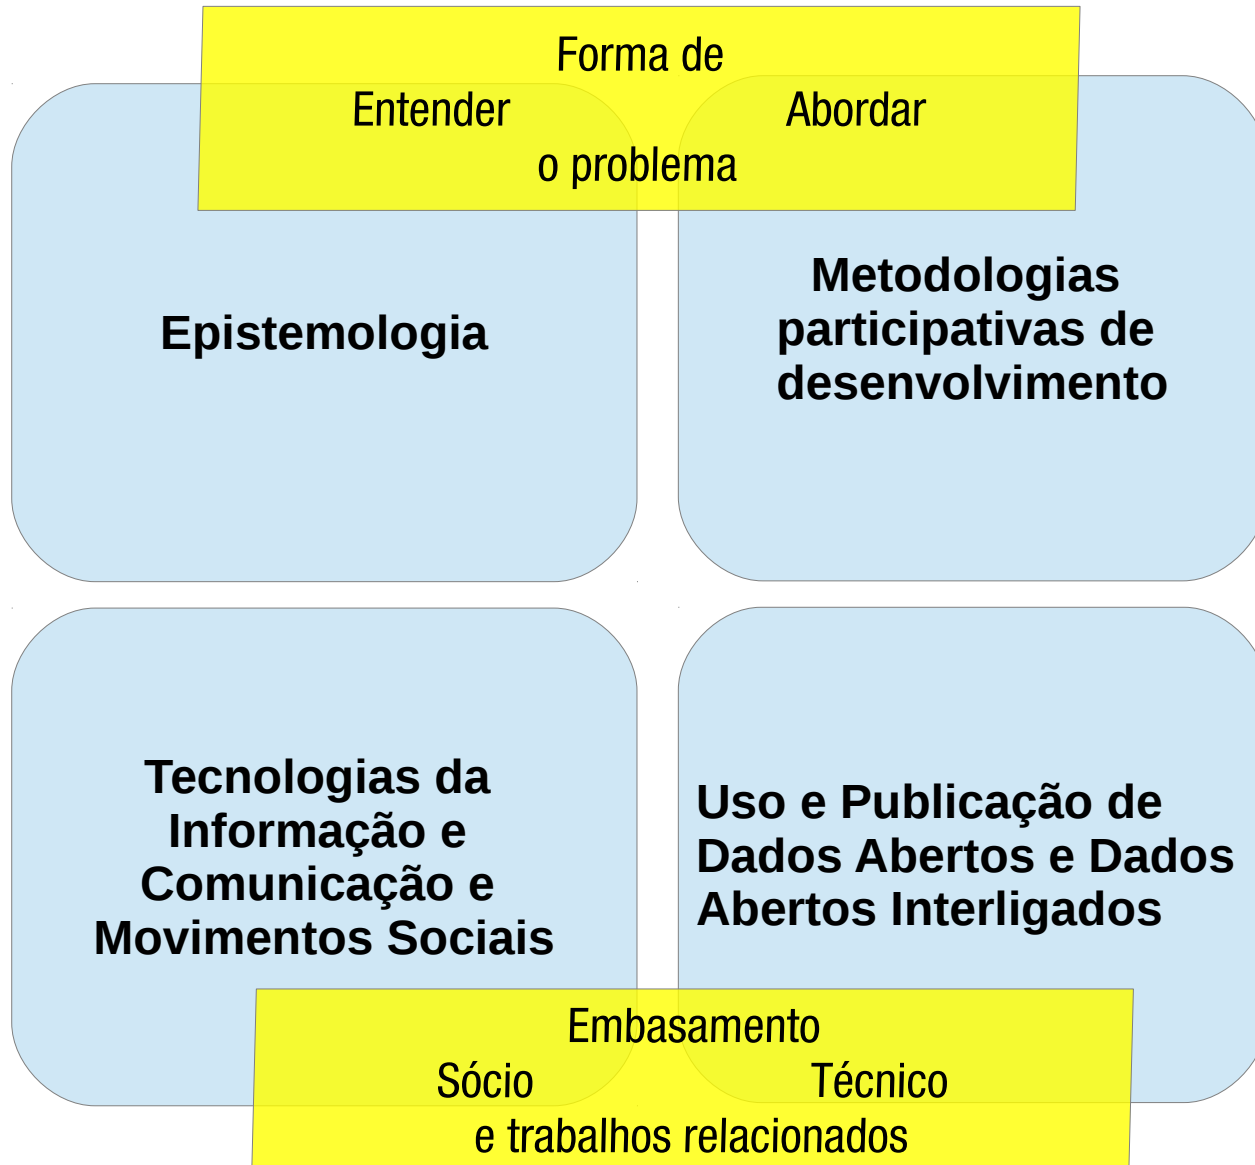 Forma de
Entender Abordar
o problema
Epistemologia
Metodologias
participativas de
desenvolvimento
Tecnologias da
Informação e
Comunicação e
Movimentos Sociais
Uso e Publicação de
Dados Abertos e Dados
Abertos Interligados
Embasamento
Sócio Técnico
e trabalhos relacionados